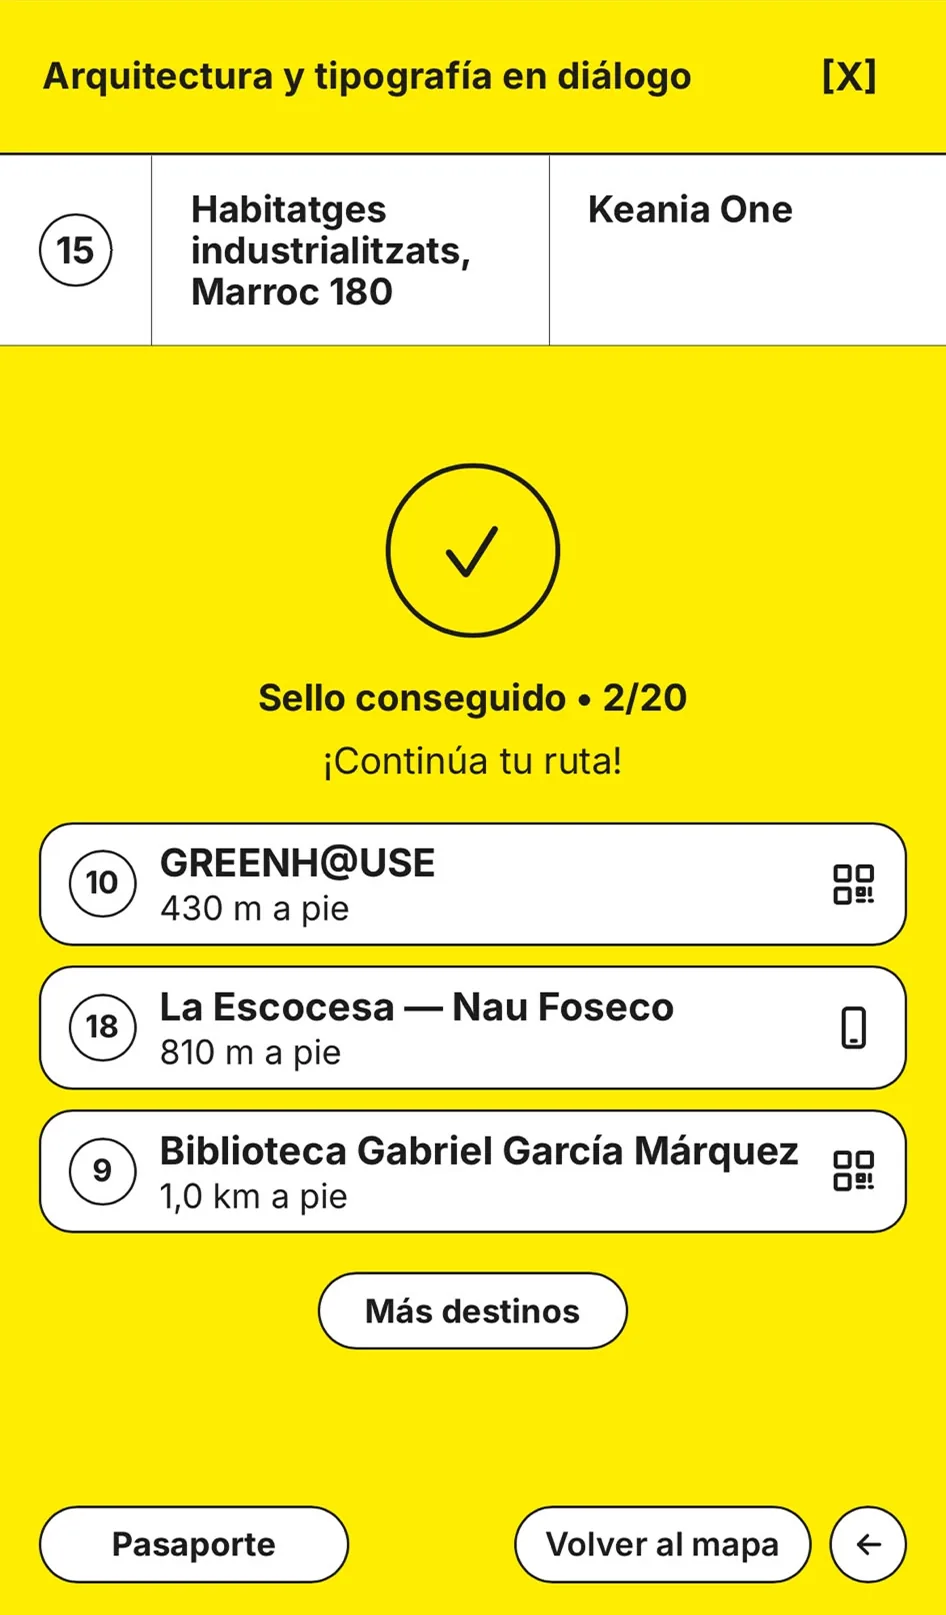 Arquitectura y tipografía en diálogo
[X]
15
Habitatges
industrialitzats,
Marroc 180
Keania One
Sello conseguido • 2/20
¡Continúa tu ruta!
10
GREENH@USE
430 m a pie
18
La Escocesa — Nau Foseco
810 m a pie
9
Biblioteca Gabriel García Márquez
1,0 km a pie
Más destinos
Pasaporte
Volver al mapa
←